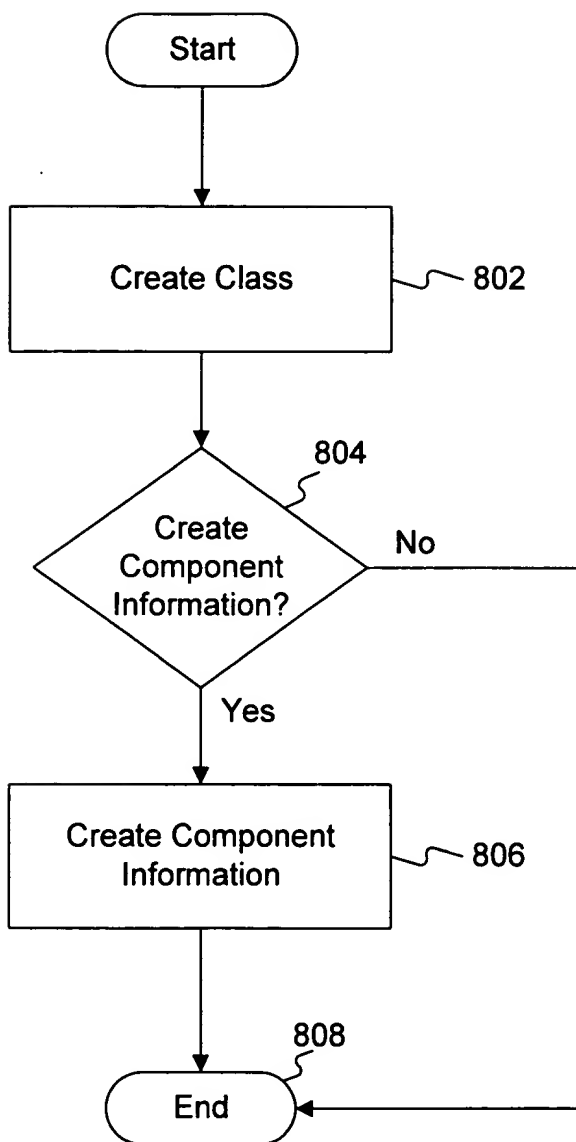 Start
Create Class
802
804
Create
Component
Information?
No
Yes
Create Component
Information
806
808
End